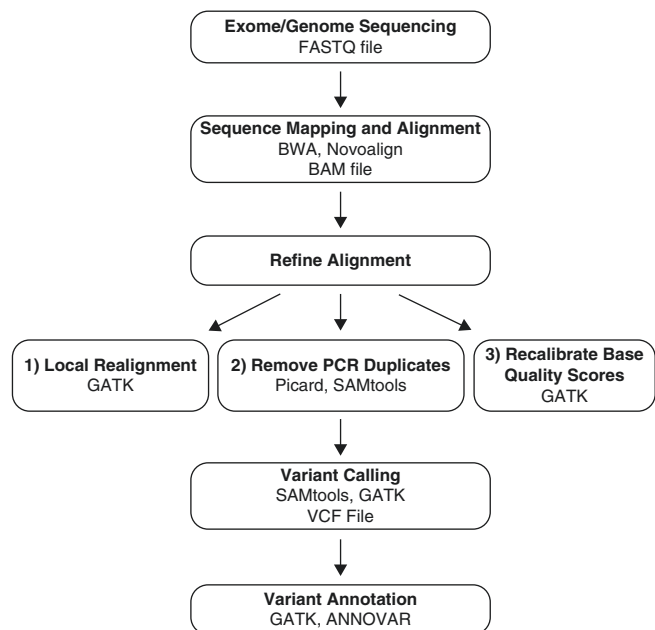 Exome/Genome Sequencing
FASTQ file
Sequence Mapping and Alignment
BWA, Novoalign
BAM file
Refine Alignment
1) Local Realignment
GATK
2) Remove PCR Duplicates
Picard, SAMtools
3) Recalibrate Base
Quality Scores
GATK
Variant Calling
SAMtools, GATK
VCF File
Variant Annotation
GATK, ANNOVAR